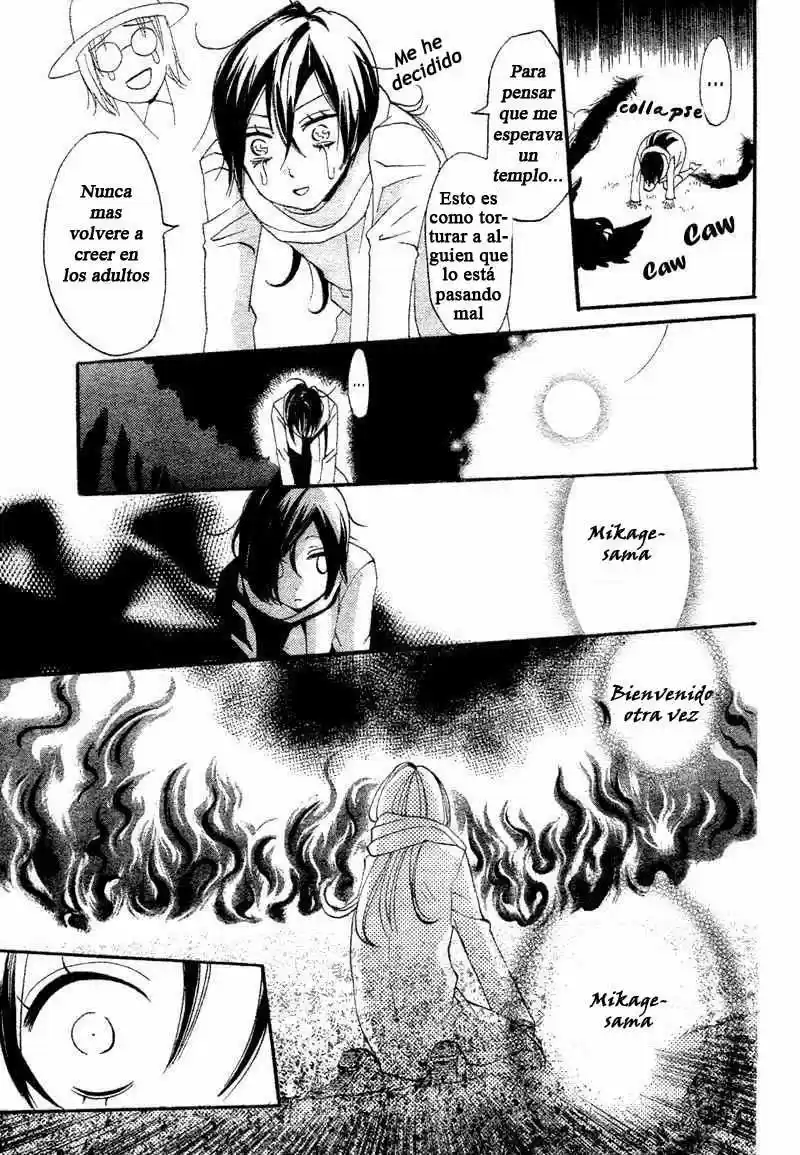 ...
collapse
Caw
Caw
Para
pensar
que me
esperava
un
templo...
Esto es
como tor-
turar a al-
guien que
lo está
pasando
mal
Me he
decidido
Nunca
mas
volvere a
creer en
los adultos
...
Mikage-
sama
Bienvenido
otra vez
Mikage-
sama